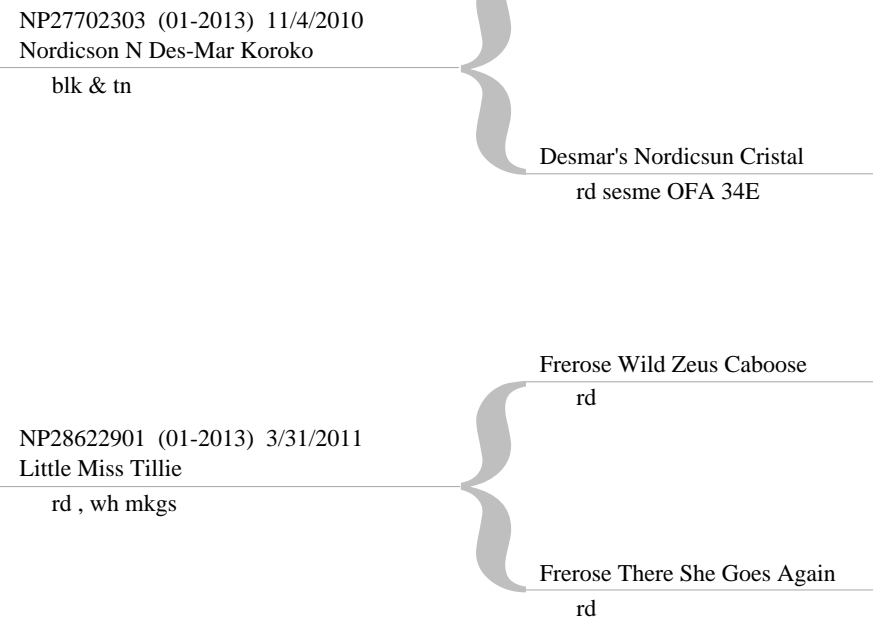 NP27702303 (01-2013) 11/4/2010
Nordicson N Des-Mar Koroko
blk & tn
Desmar's Nordicsun Cristal
rd sesme OFA 34E
Frerose Wild Zeus Caboose
rd
NP28622901 (01-2013) 3/31/2011
Little Miss Tillie
rd , wh mkgs
Frerose There She Goes Again
rd